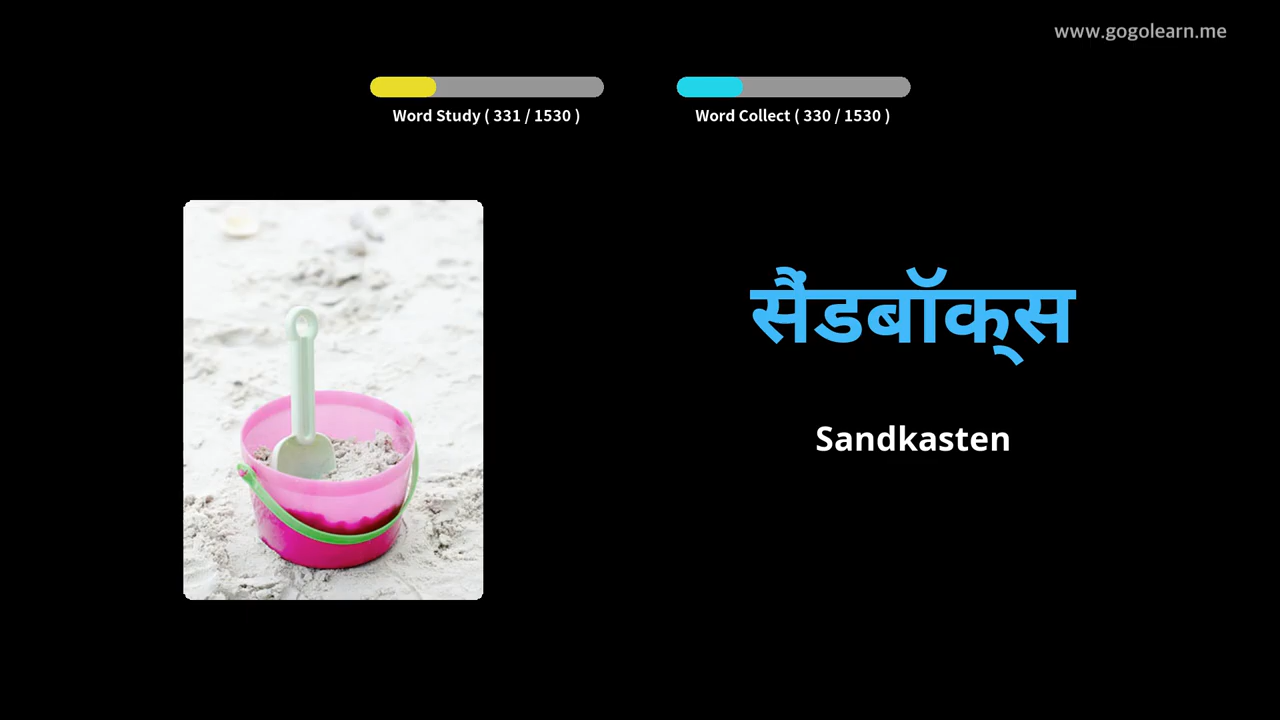 www.gogolearn.me
Word Study ( 331 / 1530 )
Word Collect ( 330 / 1530 )
सैंडबॉक्स
Sandkasten